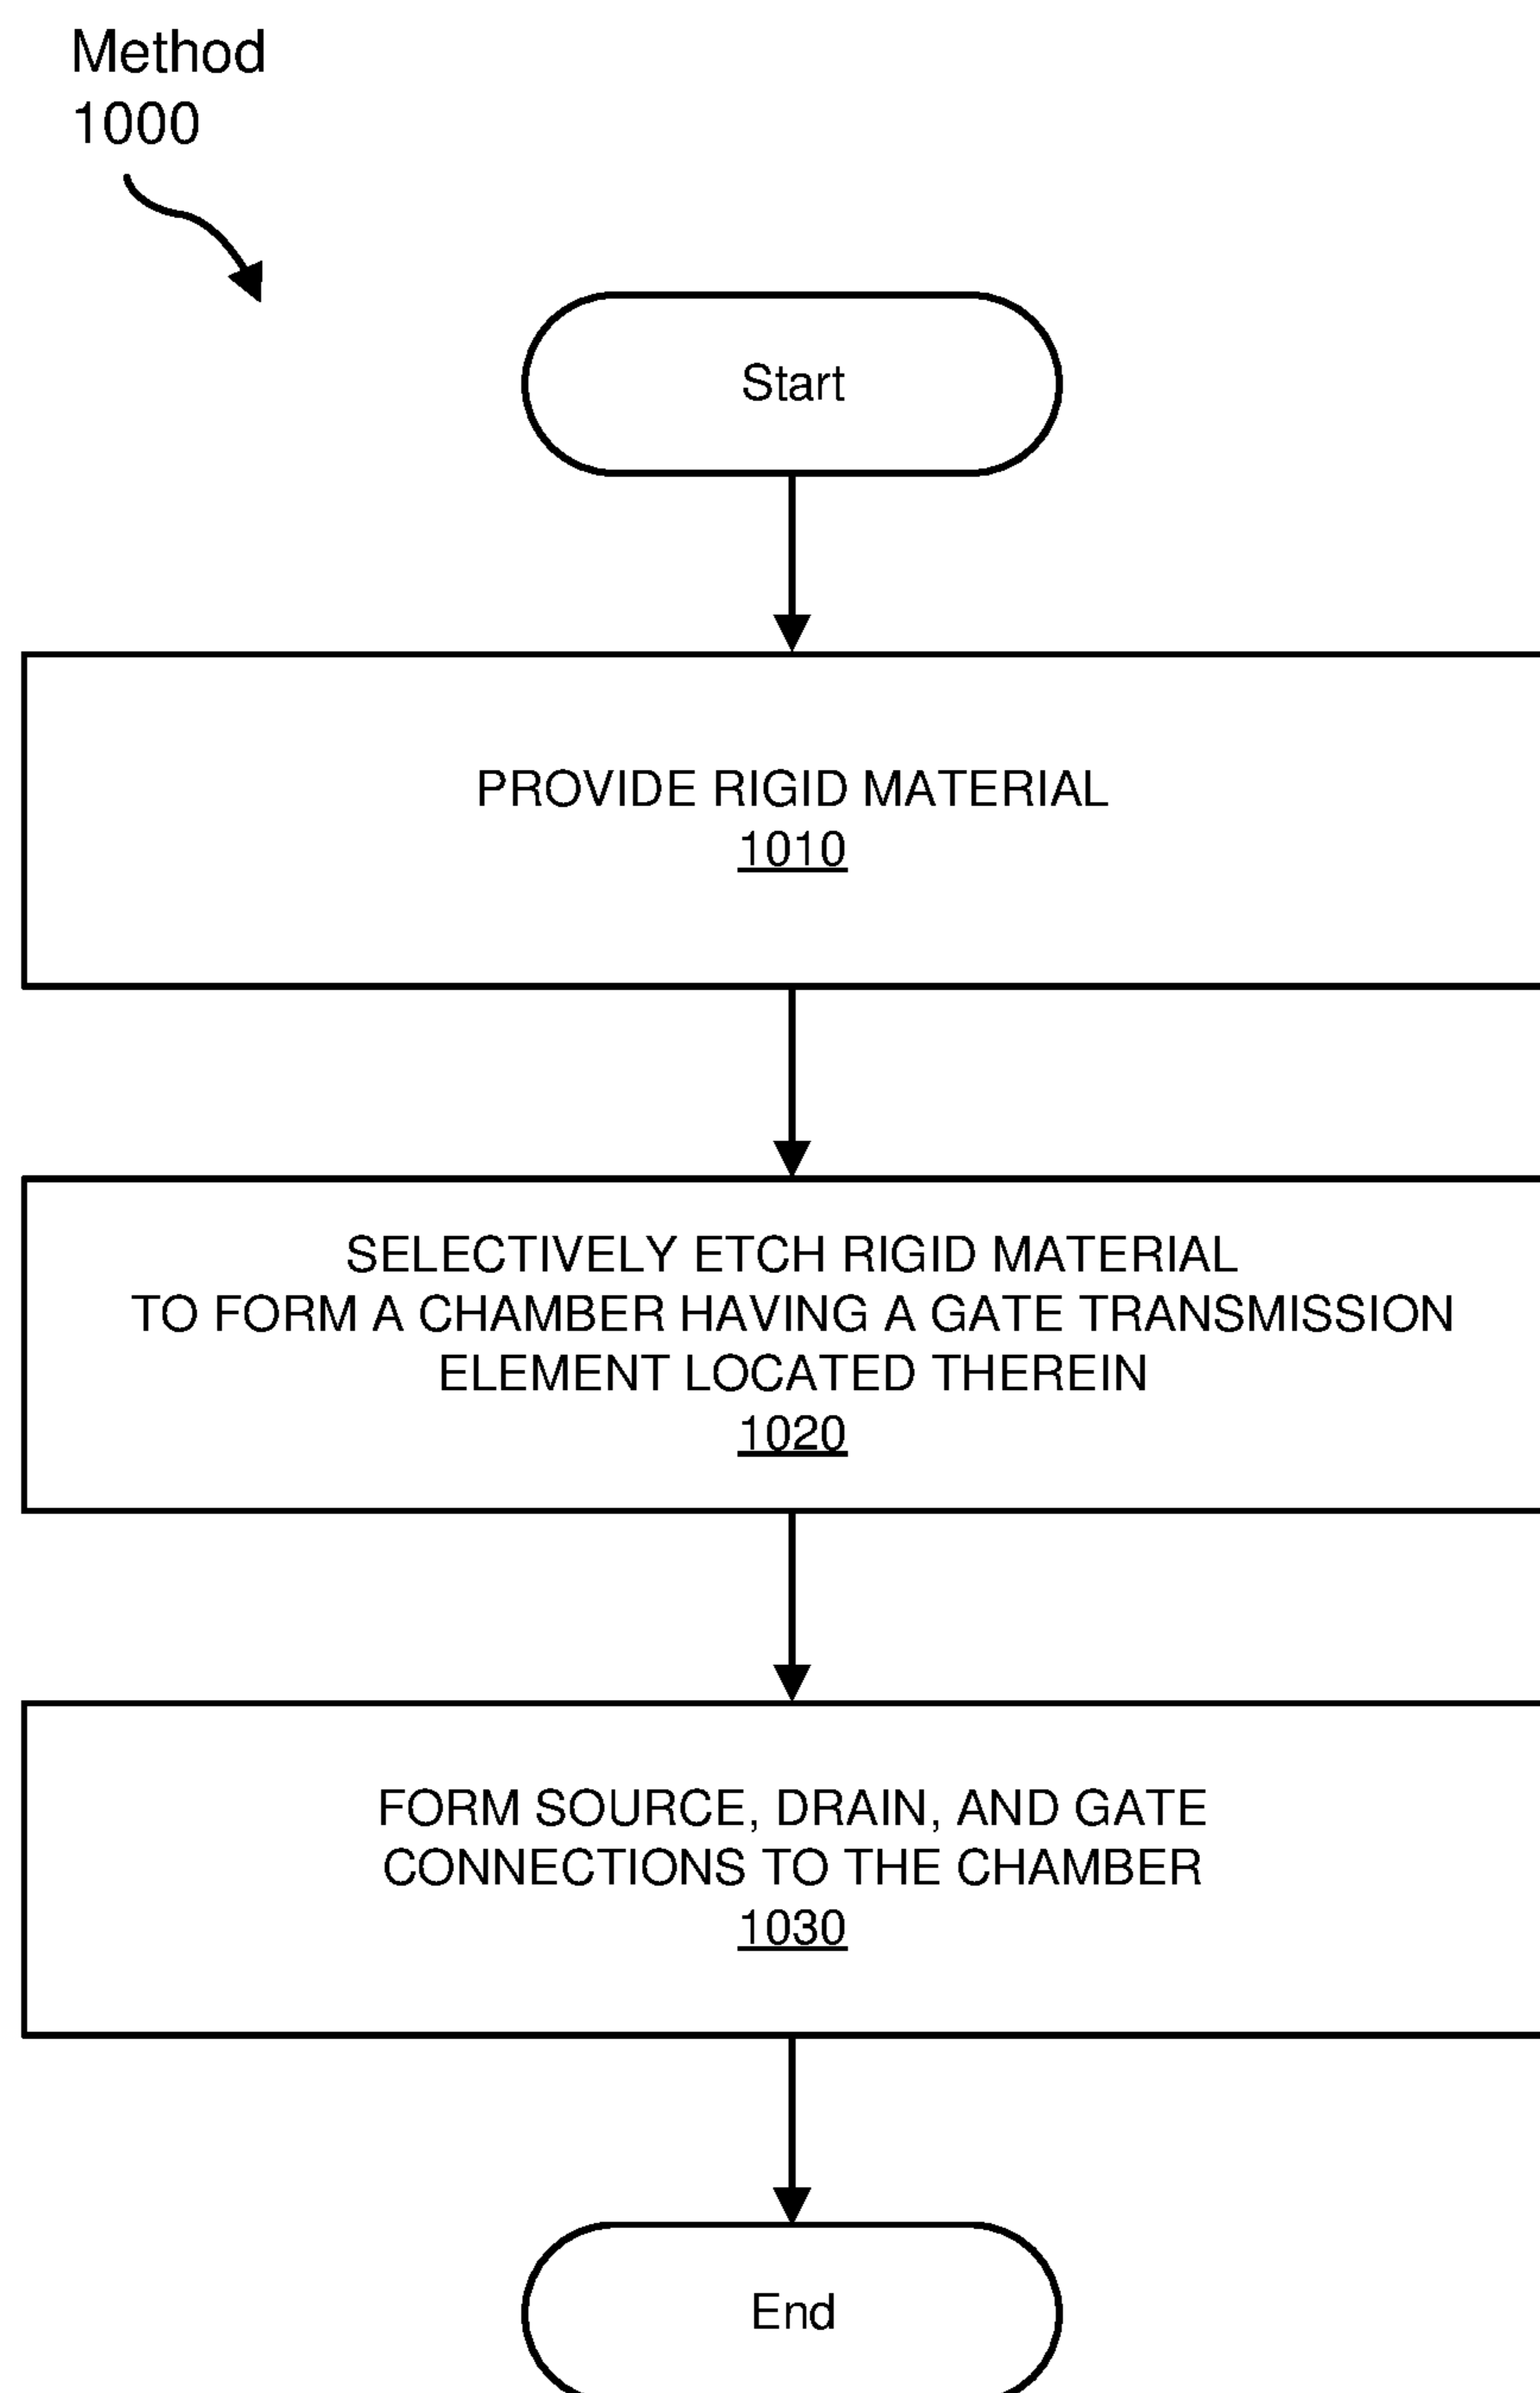 Method
1000
Start
PROVIDE RIGID MATERIAL
1010
SELECTIVELY ETCH RIGID MATERIAL
TO FORM A CHAMBER HAVING A GATE TRANSMISSION
ELEMENT LOCATED THEREIN
1020
FORM SOURCE, DRAIN, AND GATE
CONNECTIONS TO THE CHAMBER
1030
End